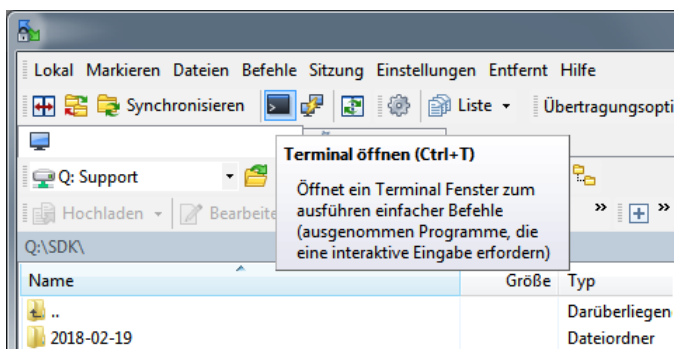 Lokal Markieren Dateien Befehle Sitzung Einstellungen Entfernt Hilfe
Synchronisieren Liste Übertragungsopti
Terminal öffnen (Ctrl+T)
Q: Support
Öffnet ein Terminal Fenster zum
ausführen einfacher Befehle
(ausgenommen Programme, die
eine interaktive Eingabe erfordern)
Hochladen Bearbeite
Q:\SDK\
Name Größe Typ
.. Darüberliegen
2018-02-19 Dateiordner